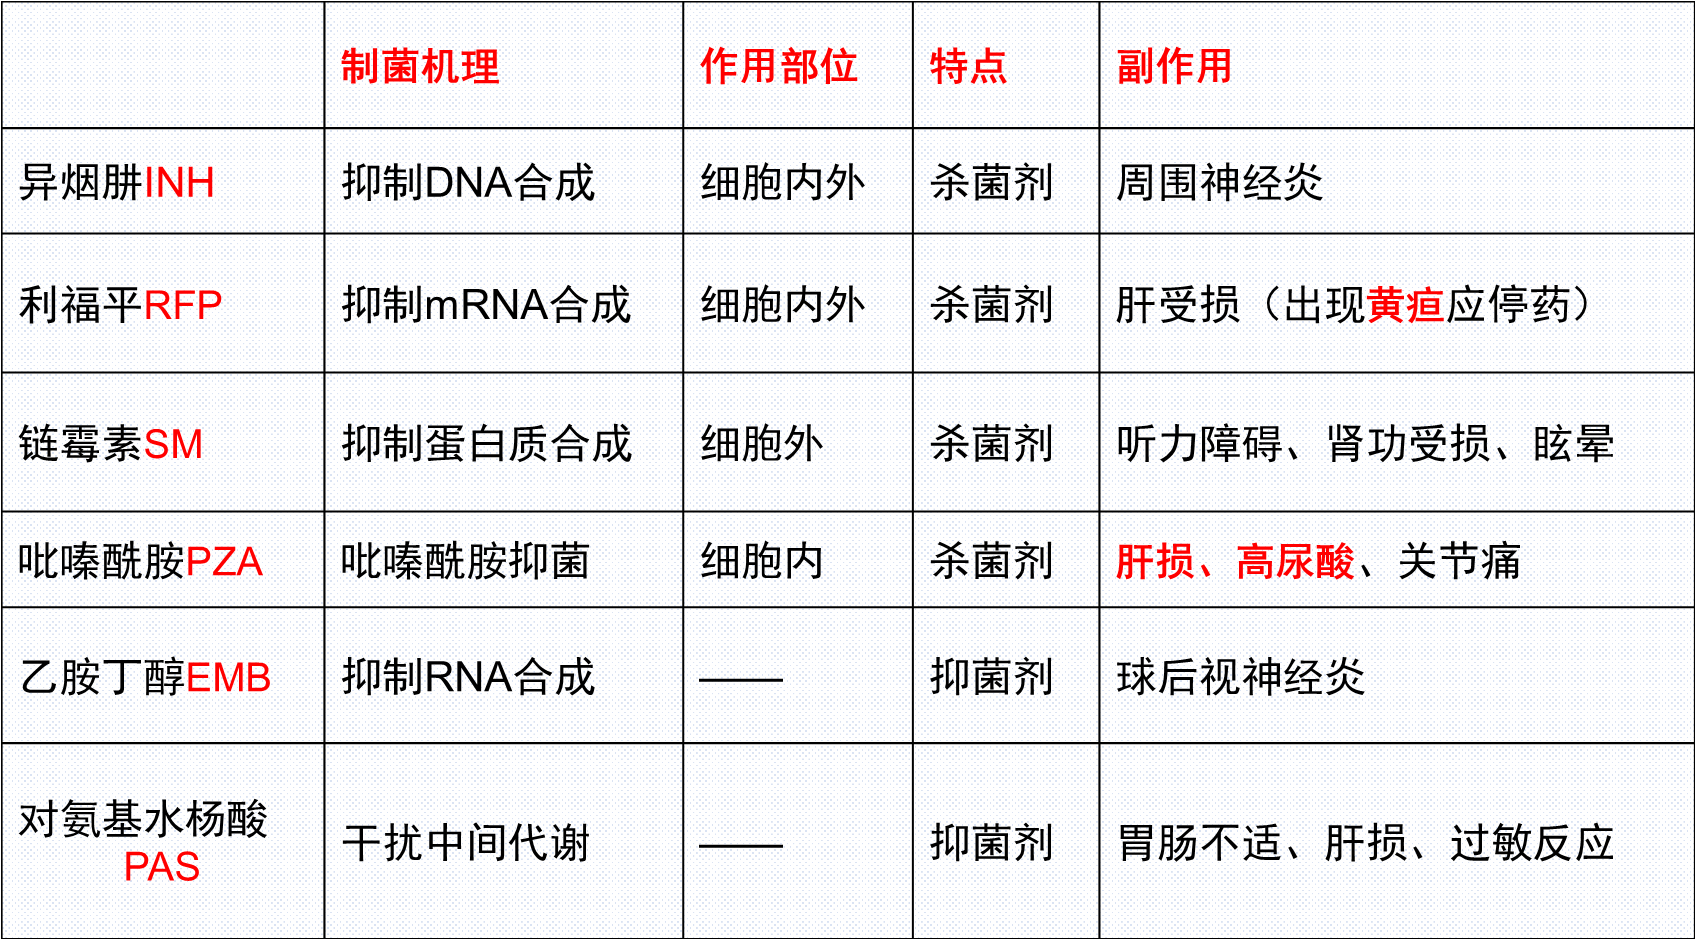 制菌机理 作用部位 特点 副作用
异烟肼INH 抑制DNA合成 细胞内外 杀菌剂 周围神经炎
利福平RFP 抑制mRNA合成 细胞内外 杀菌剂 肝受损（出现黄疸应停药）
链霉素SM 抑制蛋白质合成 细胞外 杀菌剂 听力障碍、肾功受损、眩晕
吡嗪酰胺PZA 吡嗪酰胺抑菌 细胞内 杀菌剂 肝损、高尿酸、关节痛
乙胺丁醇EMB 抑制RNA合成 —— 抑菌剂 球后视神经炎
对氨基水杨酸
PAS 干扰中间代谢 —— 抑菌剂 胃肠不适、肝损、过敏反应